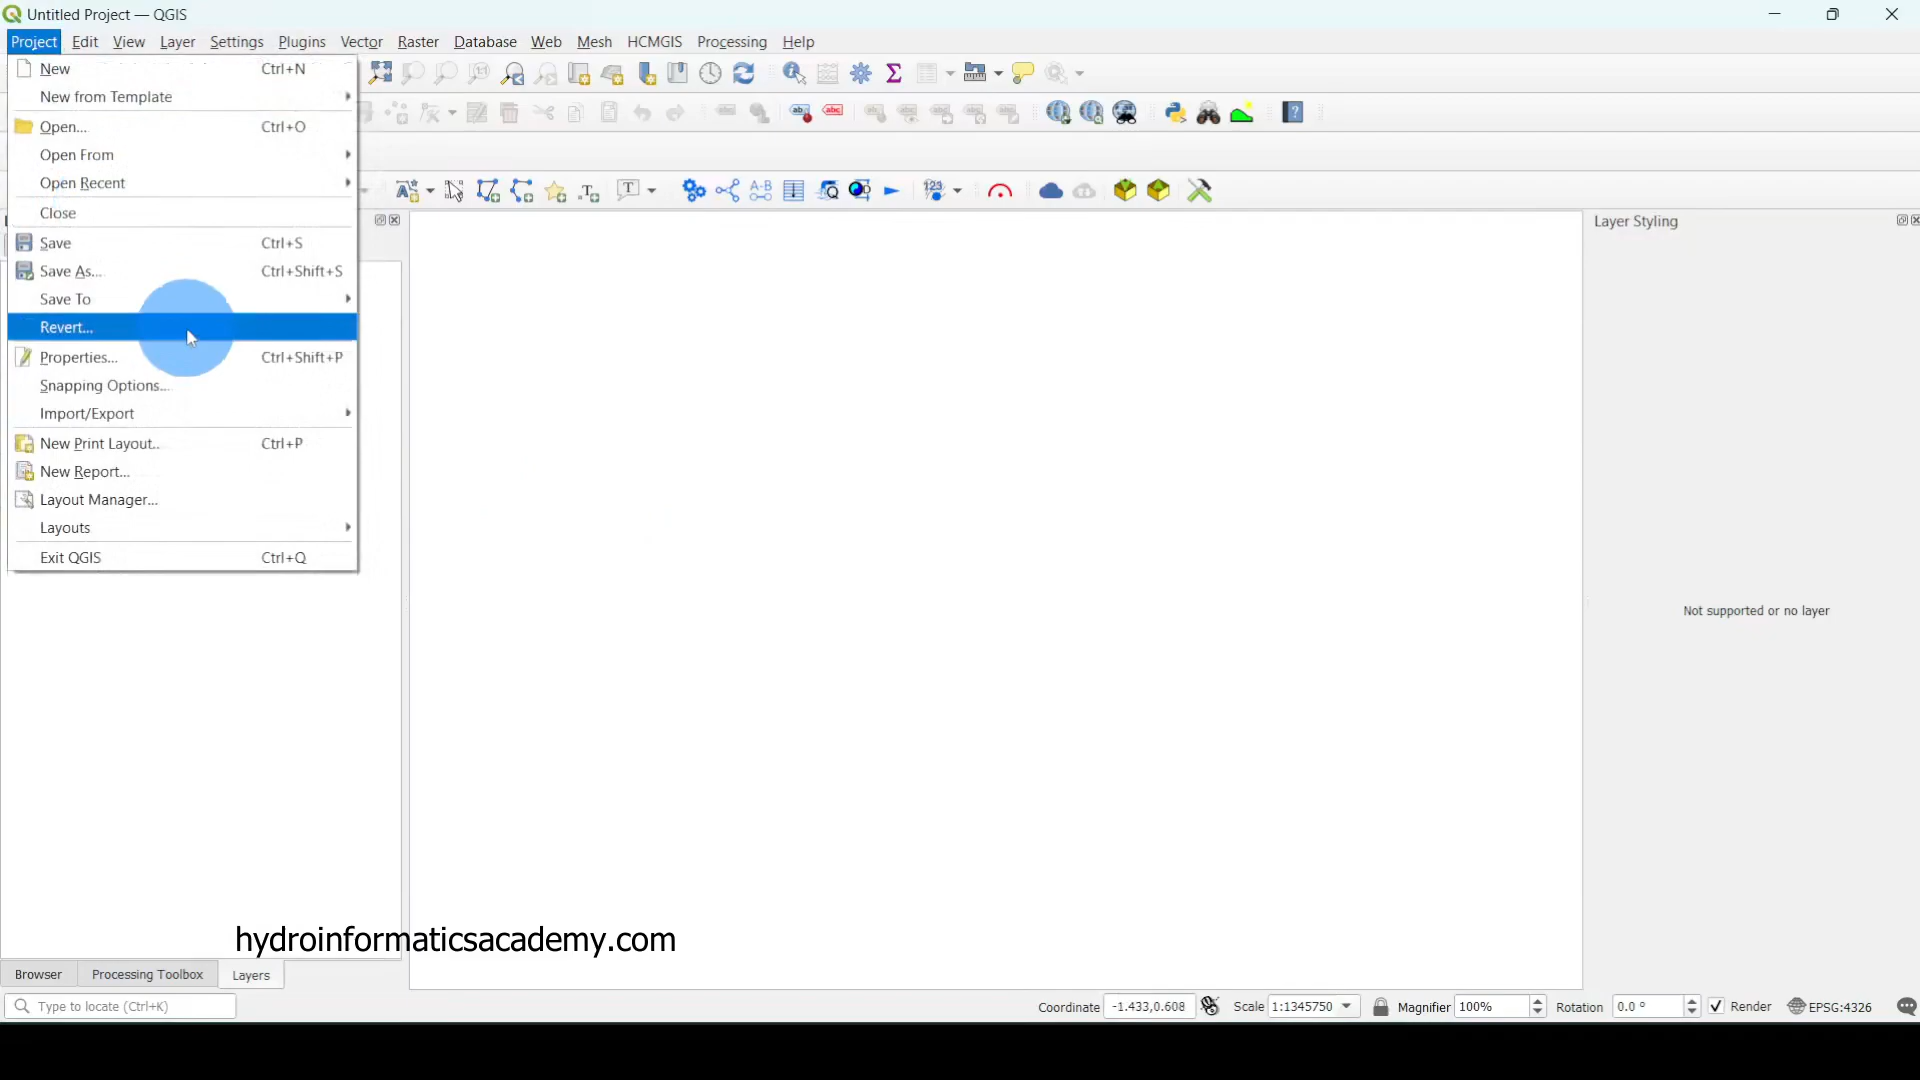 Untitled Project — QGIS
Project Edit View Layer Settings Plugins Vector Raster Database Web Mesh HCMGIS Processing Help
New Ctrl+N
New from Template
Open... Ctrl+O
Open From
Open Recent
Close
Save Ctrl+S
Save As... Ctrl+Shift+S
Save To
Revert...
Properties... Ctrl+Shift+P
Snapping Options...
Import/Export
New Print Layout... Ctrl+P
New Report...
Layout Manager...
Layouts
Exit QGIS Ctrl+Q
Layer Styling
Not supported or no layer
hydroinformaticsacademy.com
Browser Processing Toolbox Layers
Type to locate (Ctrl+K) Coordinate -1.433,0.608 Scale 1:1345750 Magnifier 100% Rotation 0.0 ° Render EPSG:4326